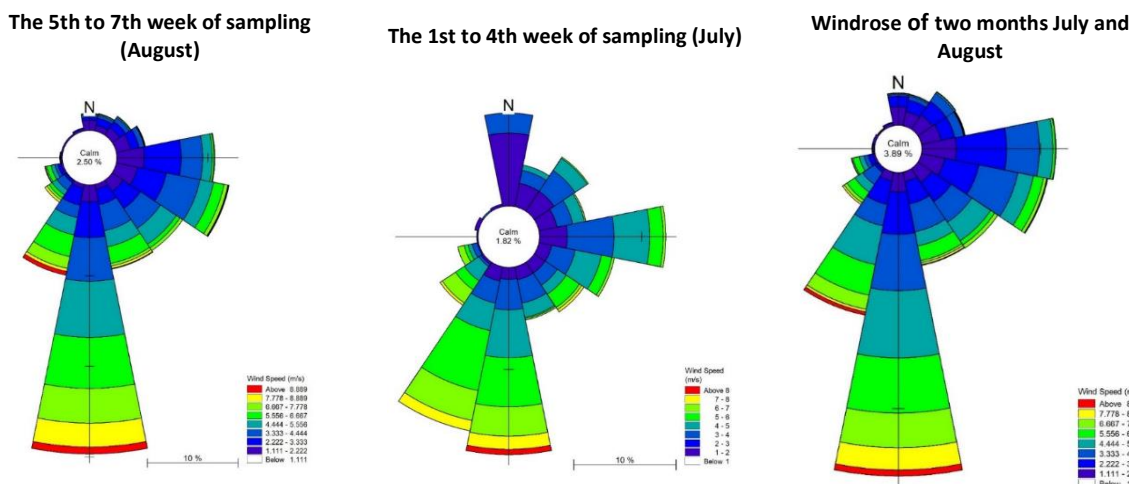 The 5th to 7th week of sampling
(August)
N
Calm
2.50 %
Wind Speed (m/s)
Above 8.889
7.778 - 8.889
6.667 - 7.778
5.556 - 6.667
4.444 - 5.556
3.333 - 4.444
2.222 - 3.333
1.111 - 2.222
Below 1.111
10 %
The 1st to 4th week of sampling (July)
N
Calm
1.82 %
Wind Speed
(m/s)
Above 8
7 - 8
6 - 7
5 - 6
4 - 5
3 - 4
2 - 3
1 - 2
Below 1
10 %
Windrose of two months July and
August
N
Calm
3.89 %
Wind Speed
Above
7.778 -
6.667 -
5.556 -
4.444 -
3.333 -
2.222 -
1.111 -
Below